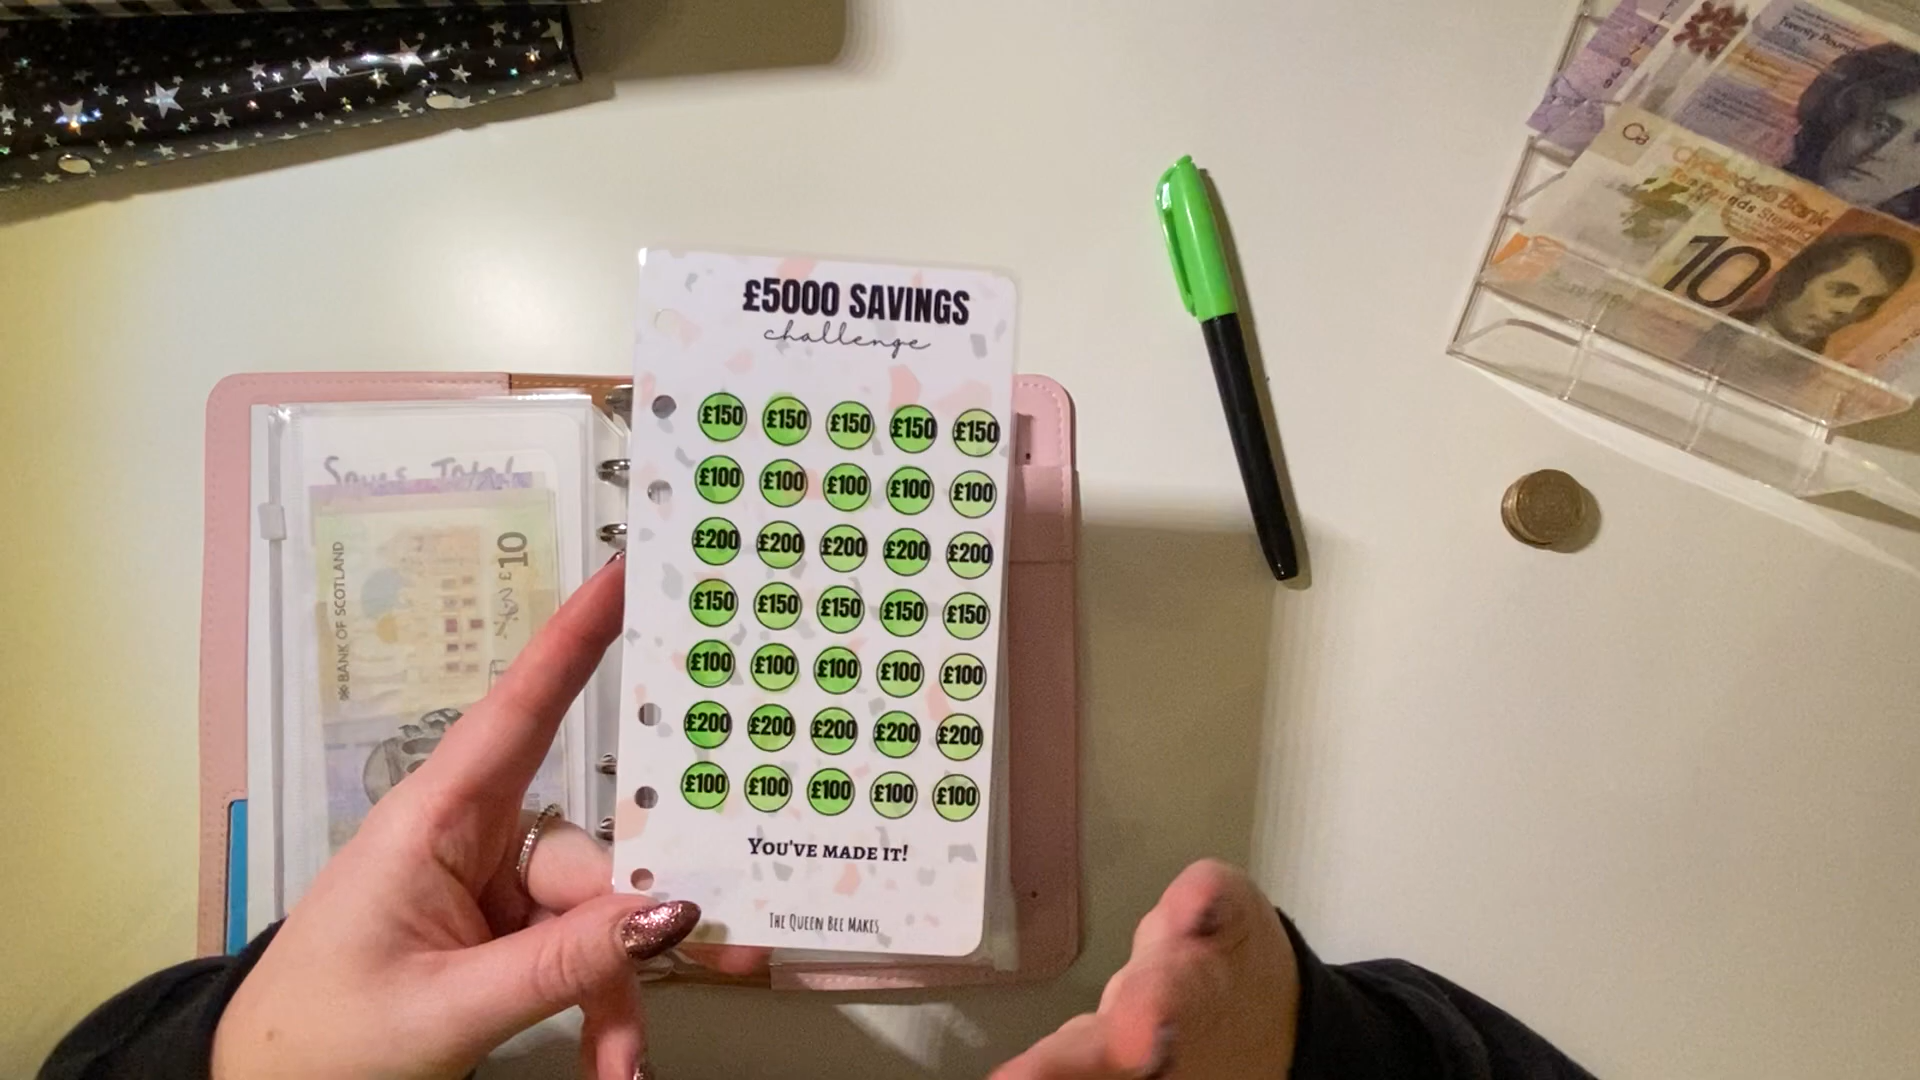 £5000 SAVINGS
challenge
£150 £150 £150 £150 £150
£100 £100 £100 £100 £100
£200 £200 £200 £200 £200
£150 £150 £150 £150 £150
£100 £100 £100 £100 £100
£200 £200 £200 £200 £200
£100 £100 £100 £100 £100
YOU'VE MADE IT!
THE QUEEN BEE MAKES
BANK OF SCOTLAND
£10
Twenty Pounds
Clydesdale Bank
Ten Pounds Sterling
10